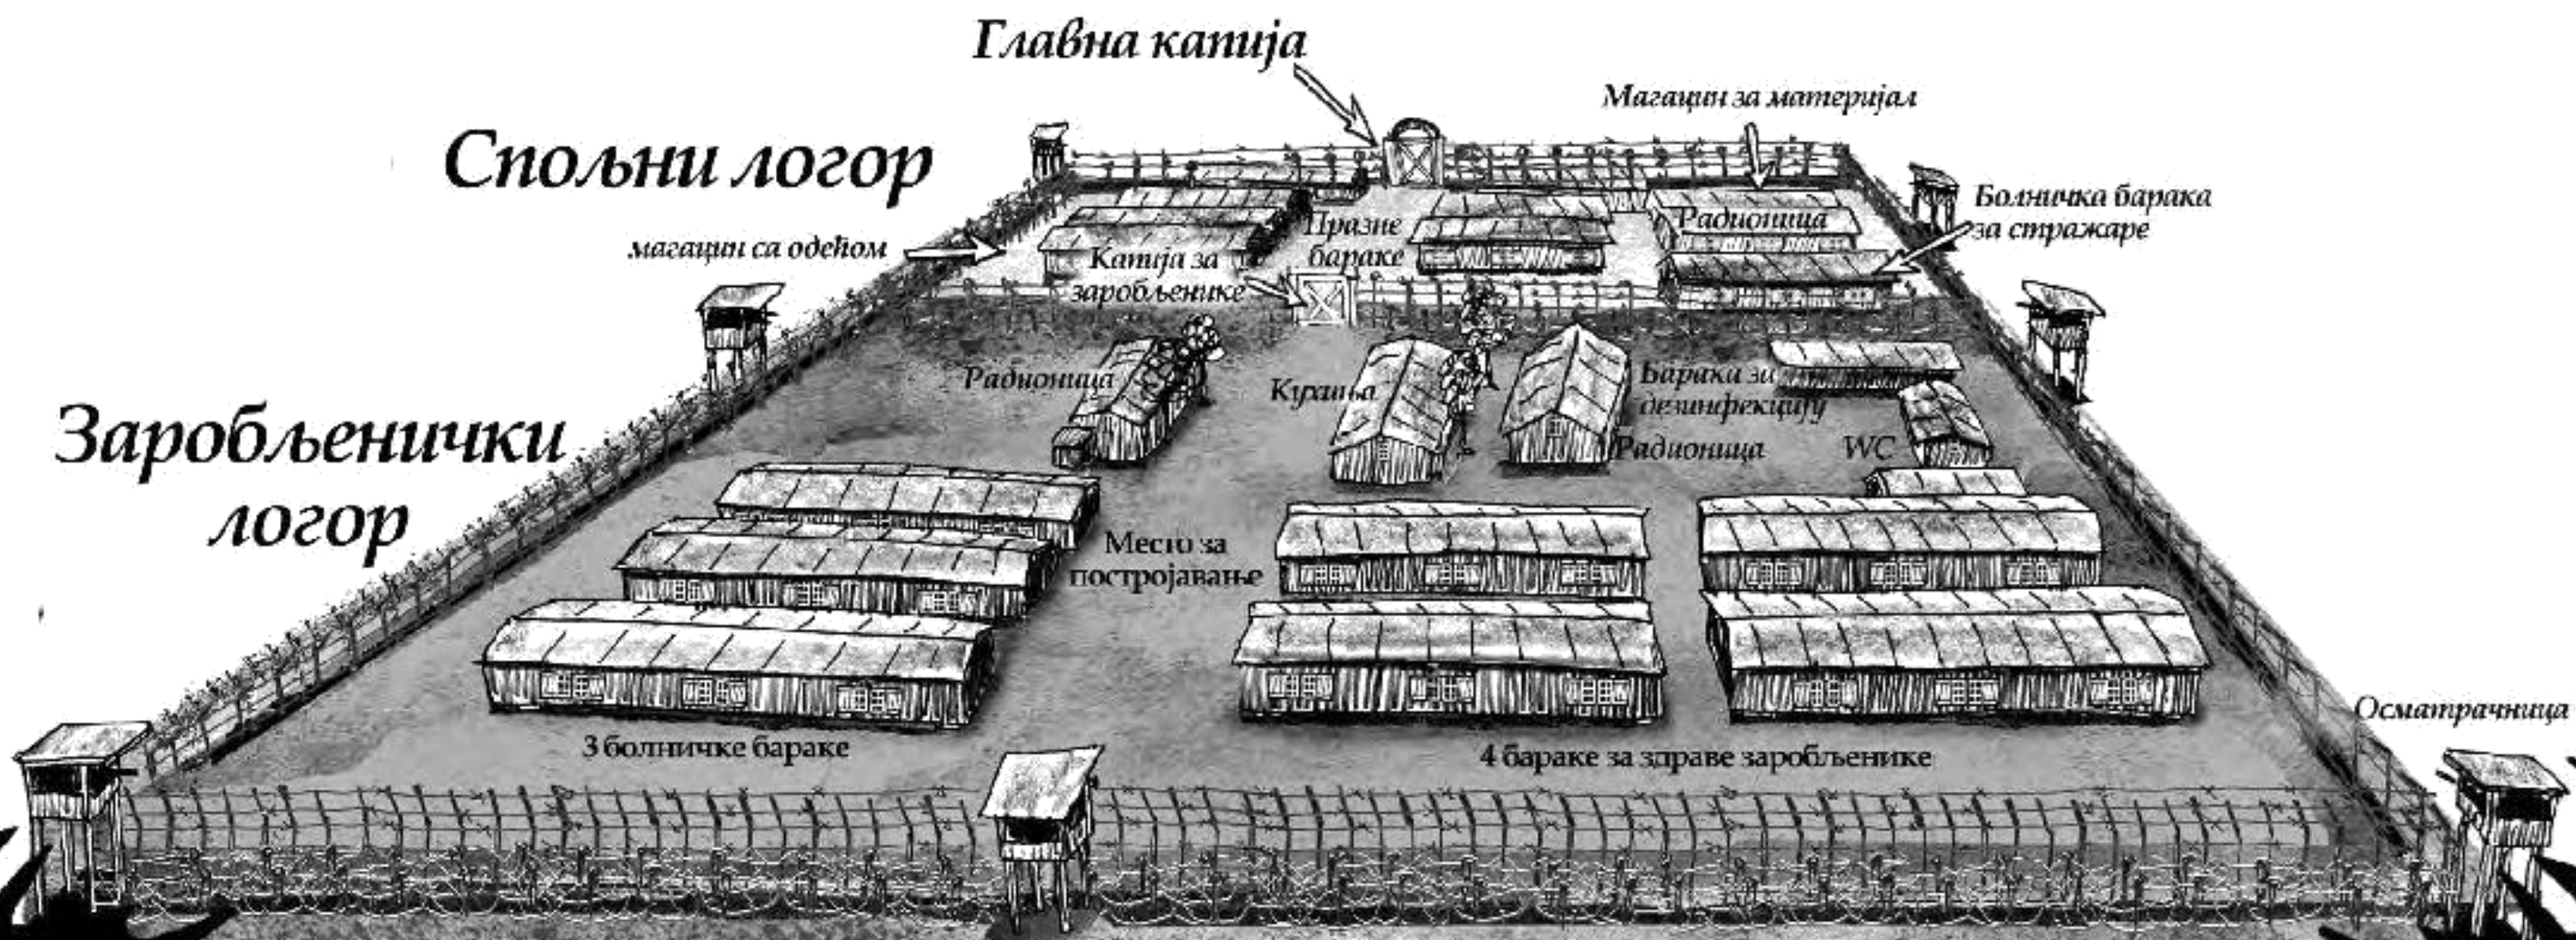 Главна капија
Магацин за материјал
Спољни логор
Болничка барака
за стражаре
Радионица
Празне
бараке
магацин са одећом
Капија за
заробљенике
Радионица
Кухиња
Барака за
дезинфекцију
Радионица
WC
Заробљенички
логор
Место за
постројавање
Осматрачница
3 болничке бараке
4 бараке за здраве заробљенике